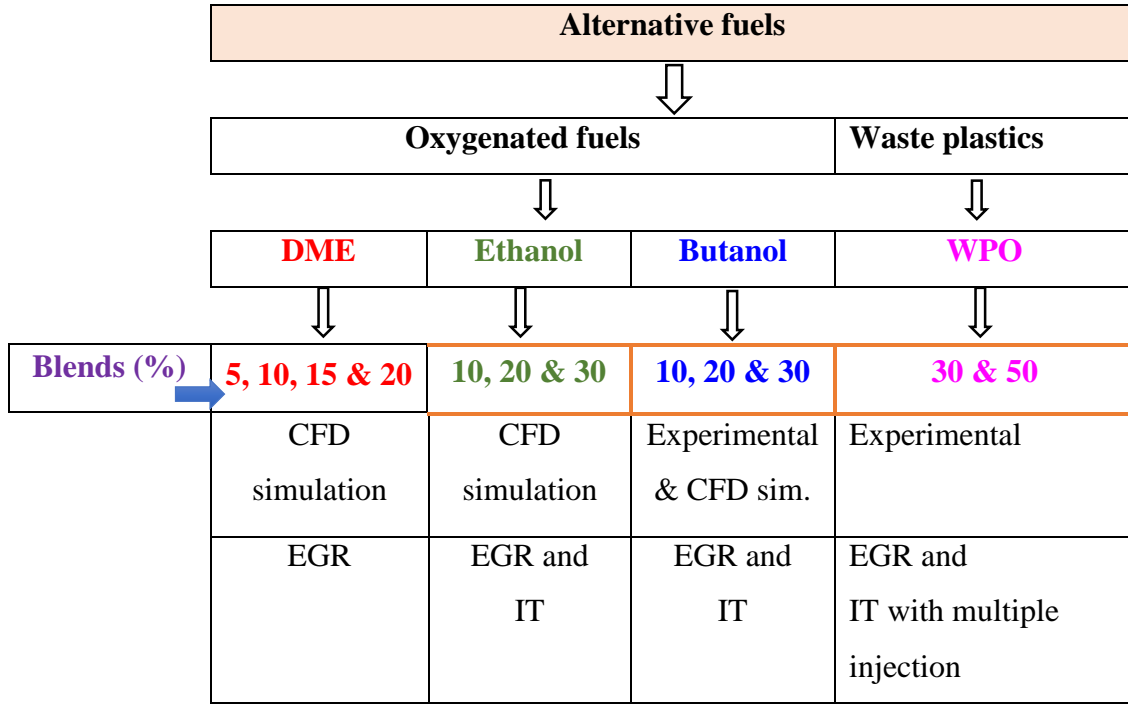 Alternative fuels
Oxygenated fuels Waste plastics
DME Ethanol Butanol WPO
Blends (%) 5, 10, 15 & 20 10, 20 & 30 10, 20 & 30 30 & 50
CFD CFD Experimental Experimental
simulation simulation & CFD sim.
EGR EGR and EGR and EGR and
IT IT IT with multiple
injection